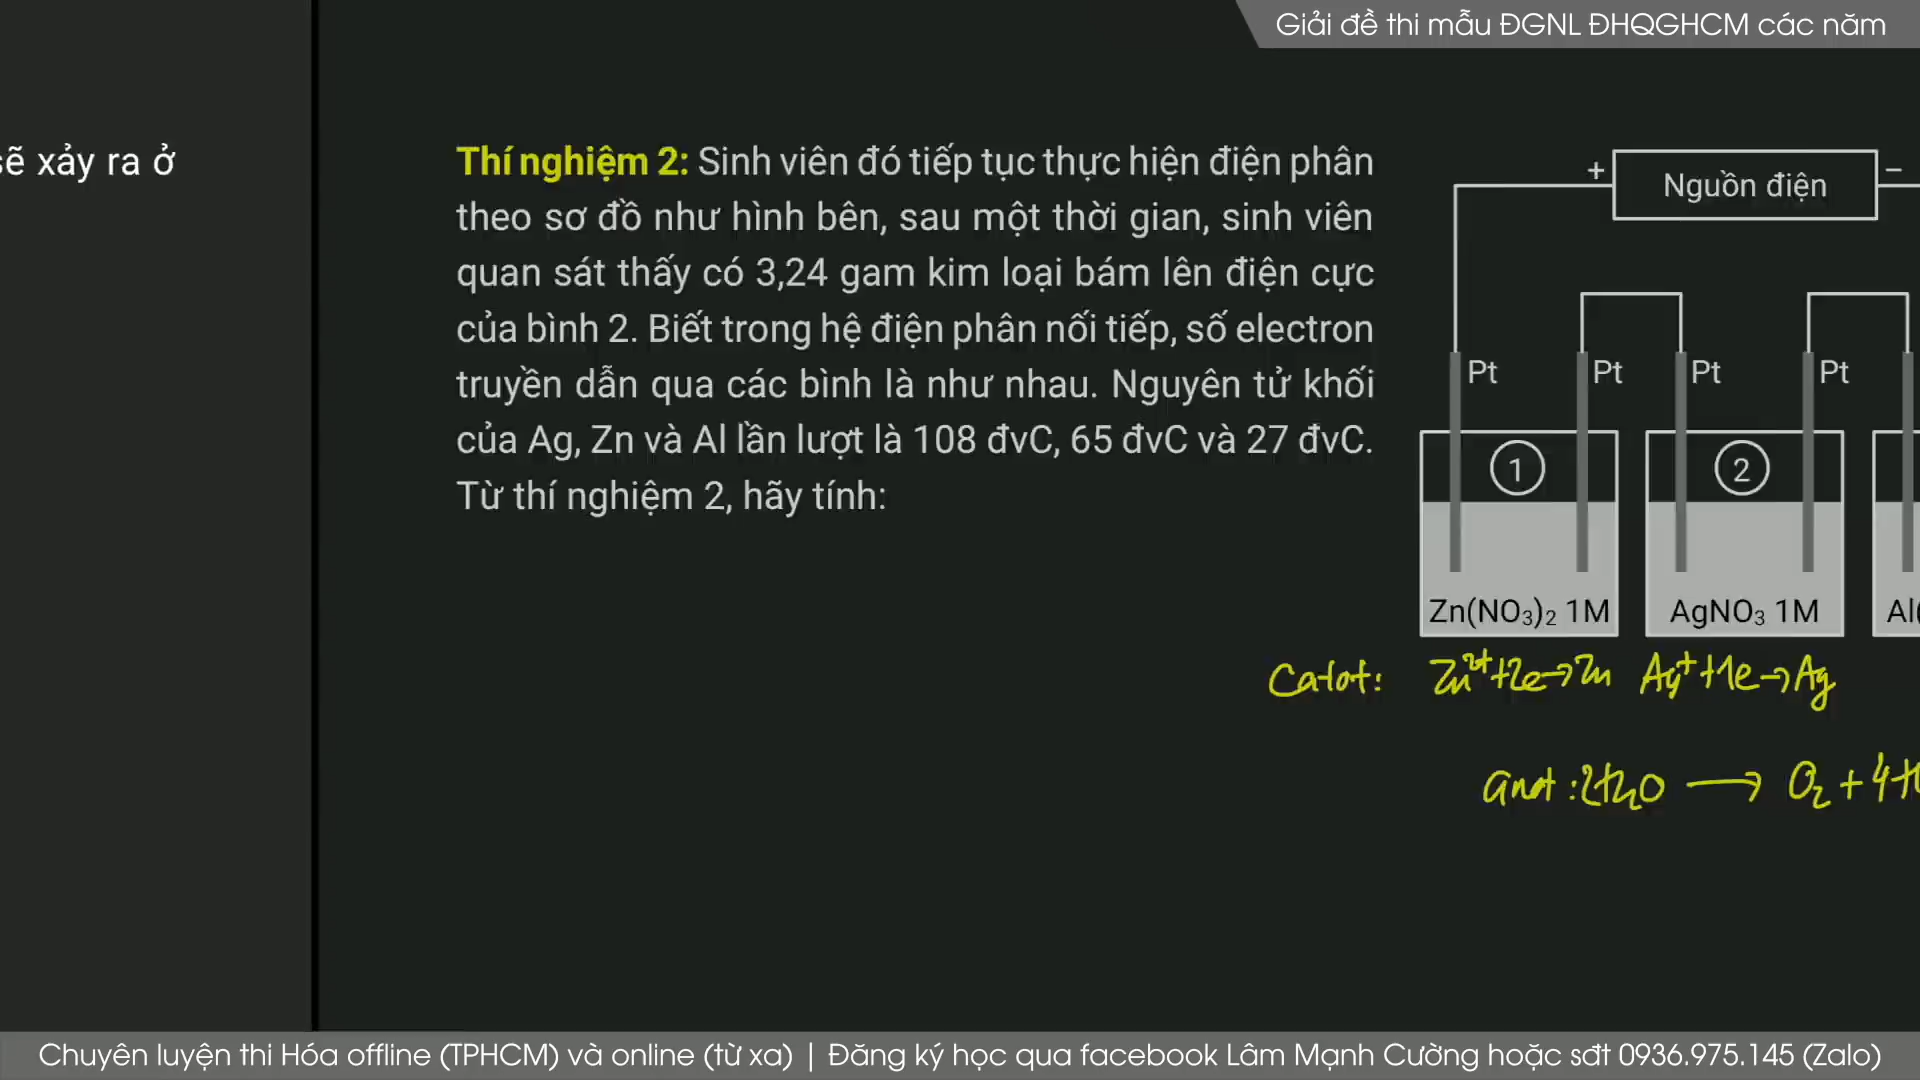 Giải đề thi mẫu ĐGNL ĐHQGHCM các năm
sẽ xảy ra ở
Thí nghiệm 2: Sinh viên đó tiếp tục thực hiện điện phân
theo sơ đồ như hình bên, sau một thời gian, sinh viên
quan sát thấy có 3,24 gam kim loại bám lên điện cực
của bình 2. Biết trong hệ điện phân nối tiếp, số electron
truyền dẫn qua các bình là như nhau. Nguyên tử khối
của Ag, Zn và Al lần lượt là 108 đvC, 65 đvC và 27 đvC.
Từ thí nghiệm 2, hãy tính:
+ Nguồn điện −
Pt Pt Pt Pt
1 2
Zn(NO₃)₂ 1M AgNO₃ 1M Al(
Catot: Zn²⁺+2e→Zn Ag⁺+1e→Ag
anot: 2H₂O → O₂ + 4H
Chuyên luyện thi Hóa offline (TPHCM) và online (từ xa) | Đăng ký học qua facebook Lâm Mạnh Cường hoặc sđt 0936.975.145 (Zalo)